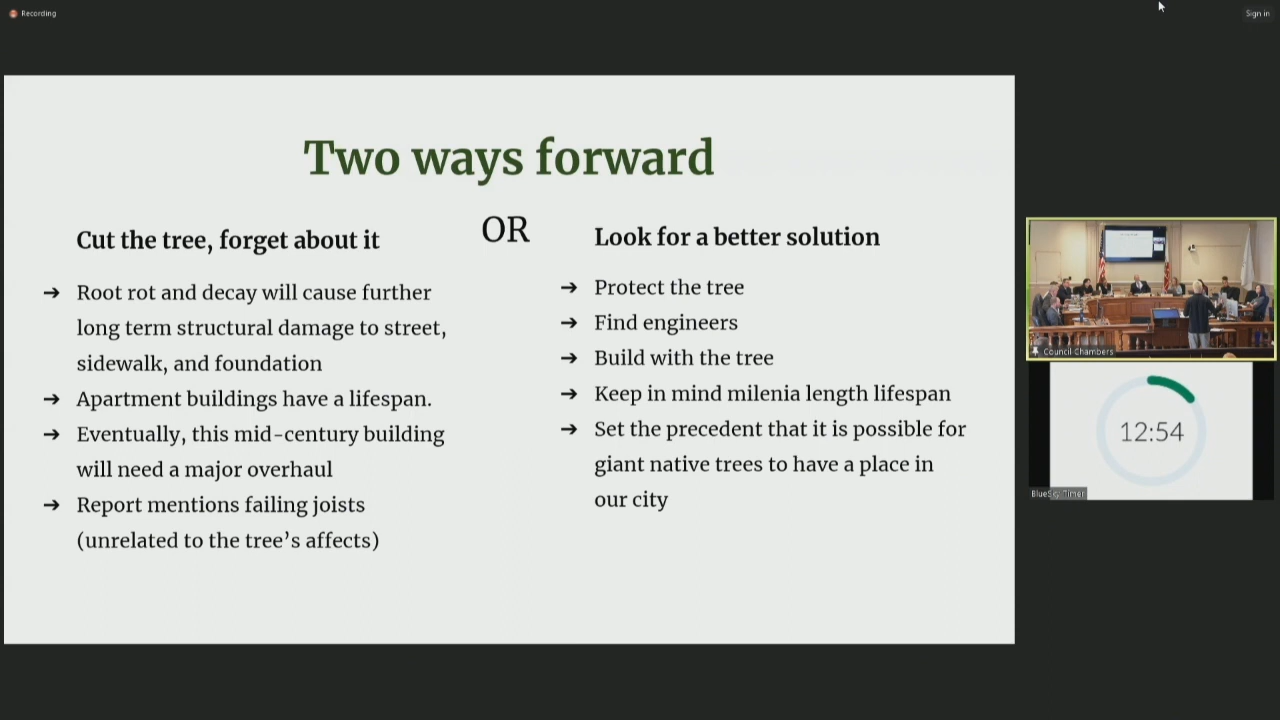 Recording
Sign in
Two ways forward
OR
Cut the tree, forget about it
➔ Root rot and decay will cause further
long term structural damage to street,
sidewalk, and foundation
➔ Apartment buildings have a lifespan.
➔ Eventually, this mid-century building
will need a major overhaul
➔ Report mentions failing joists
(unrelated to the tree’s affects)
Look for a better solution
➔ Protect the tree
➔ Find engineers
➔ Build with the tree
➔ Keep in mind milenia length lifespan
➔ Set the precedent that it is possible for
giant native trees to have a place in
our city
Council Chambers
12:54
BlueSky Timer